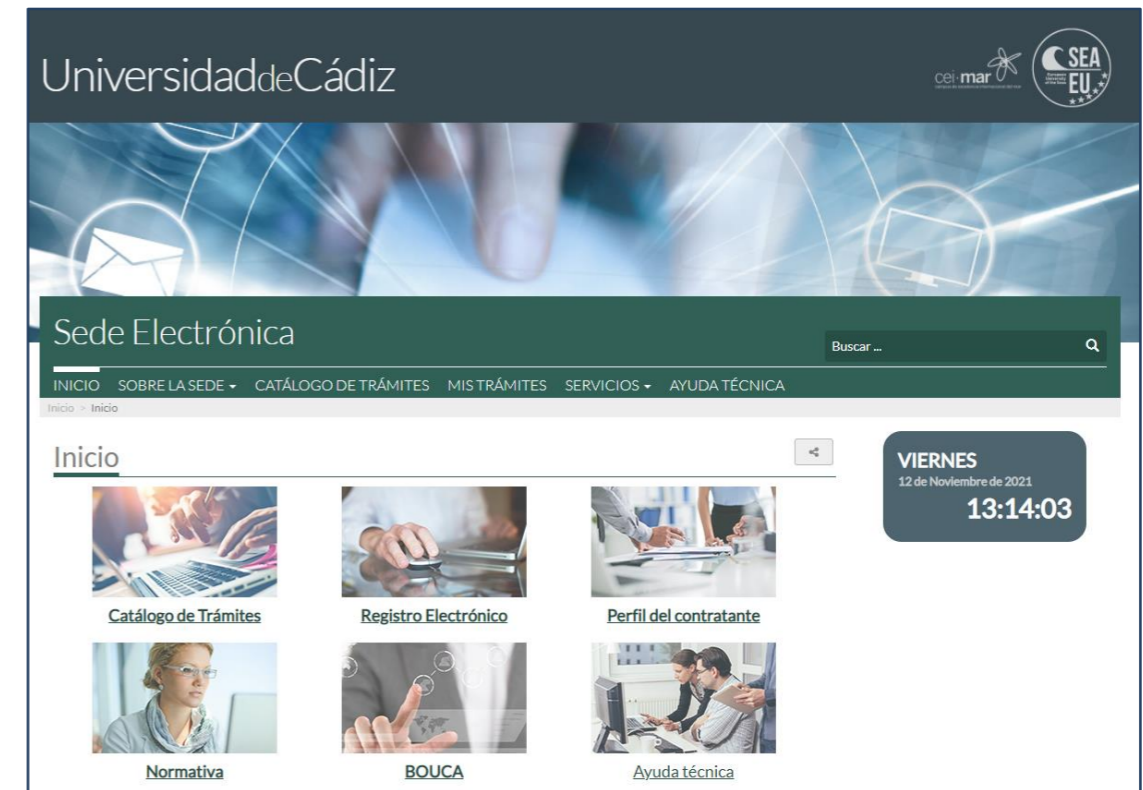 UniversidaddeCádiz
cei·mar
SEA
EU
Sede Electrónica
Buscar ...
INICIO SOBRE LA SEDE CATÁLOGO DE TRÁMITES MIS TRÁMITES SERVICIOS AYUDA TÉCNICA
Inicio > Inicio
Inicio
VIERNES
12 de Noviembre de 2021
13:14:03
Catálogo de Trámites Registro Electrónico Perfil del contratante
Normativa BOUCA Ayuda técnica